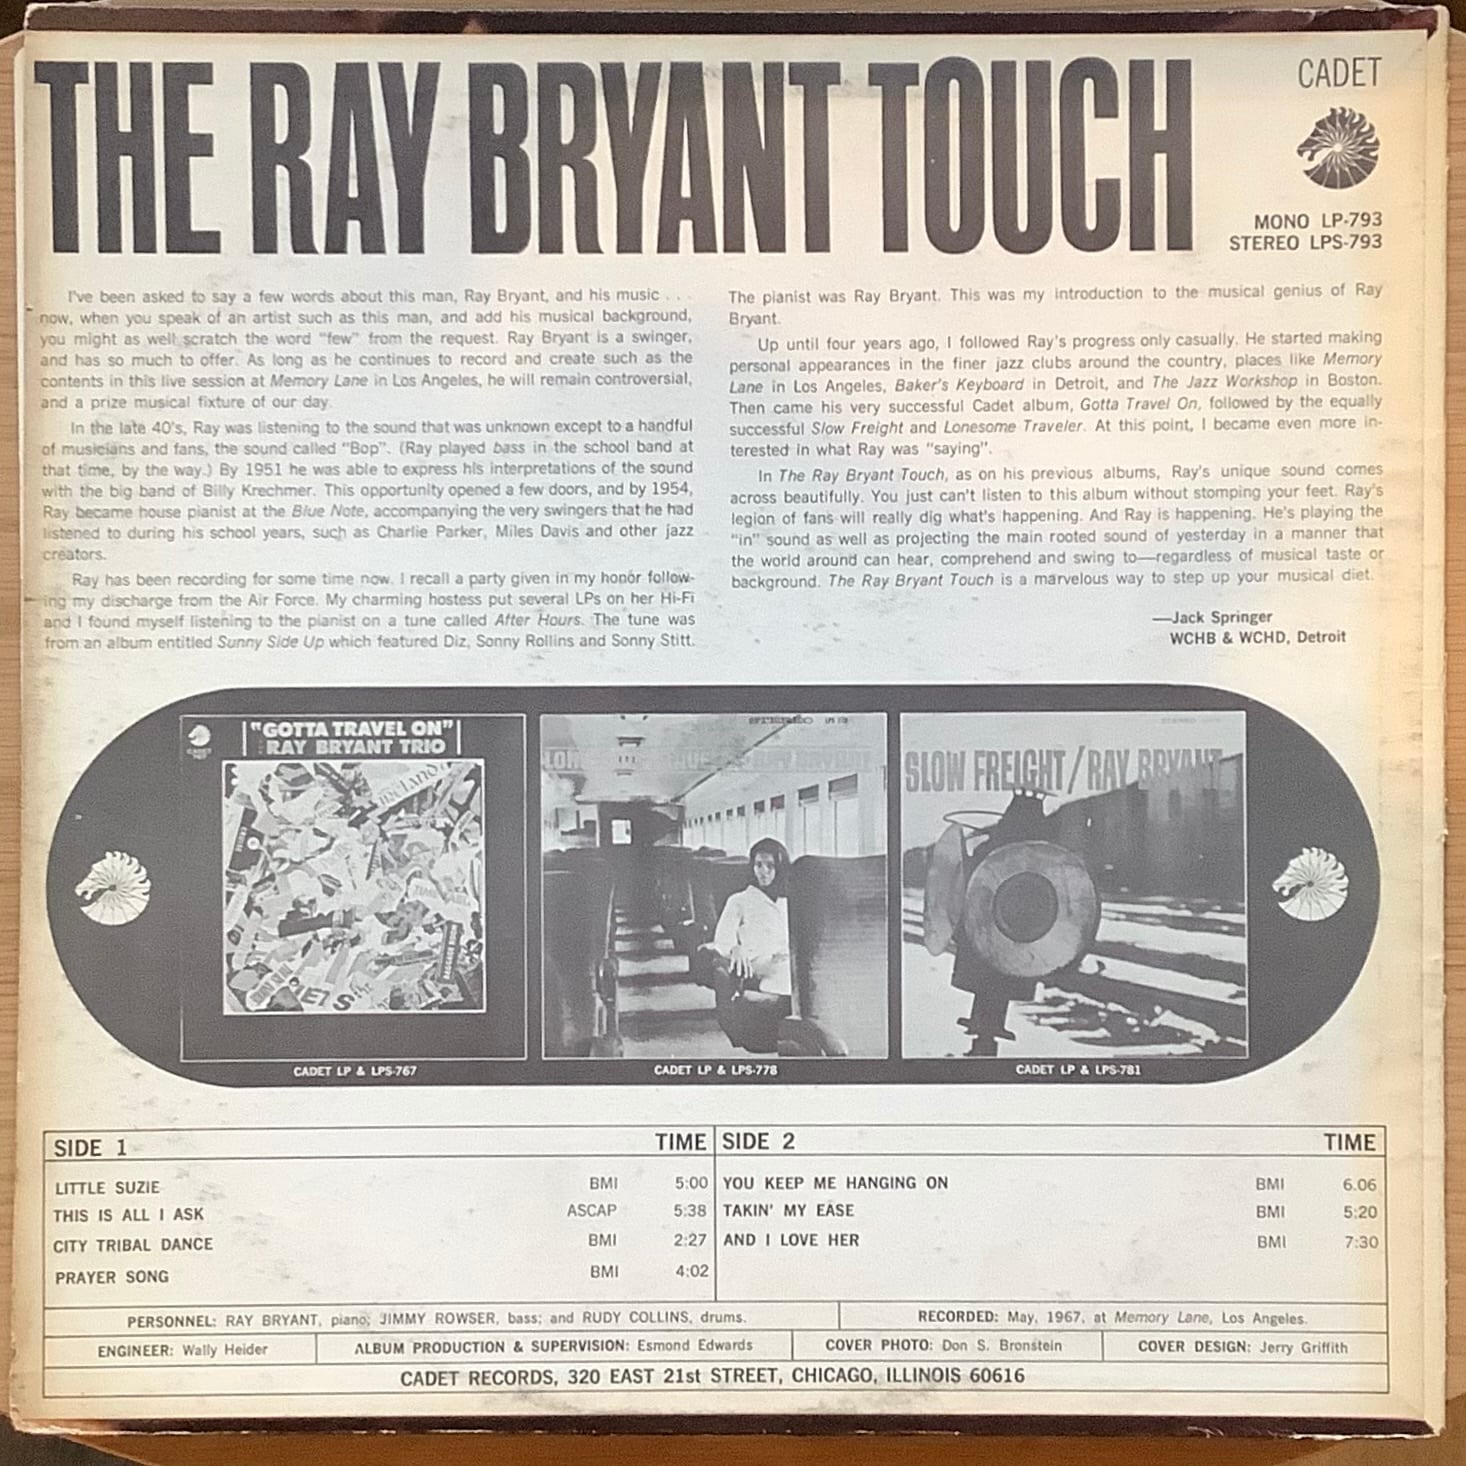 THE RAY BRYANT TOUCH
CADET
MONO LP-793
STEREO LPS-793
I've been asked to say a few words about this man, Ray Bryant, and his music . . .
now, when you speak of an artist such as this man, and add his musical background,
you might as well scratch the word "few" from the request. Ray Bryant is a swinger,
and has so much to offer. As long as he continues to record and create such as the
contents in this live session at Memory Lane in Los Angeles, he will remain controversial,
and a prize musical fixture of our day.
In the late 40's, Ray was listening to the sound that was unknown except to a handful
of musicians and fans, the sound called "Bop". (Ray played bass in the school band at
that time, by the way.) By 1951 he was able to express his interpretations of the sound
with the big band of Billy Krechmer. This opportunity opened a few doors, and by 1954,
Ray became house pianist at the Blue Note, accompanying the very swingers that he had
listened to during his school years, such as Charlie Parker, Miles Davis and other jazz
creators.
Ray has been recording for some time now. I recall a party given in my honor follow-
ing my discharge from the Air Force. My charming hostess put several LPs on her Hi-Fi
and I found myself listening to the pianist on a tune called After Hours. The tune was
from an album entitled Sunny Side Up which featured Diz, Sonny Rollins and Sonny Stitt.
The pianist was Ray Bryant. This was my introduction to the musical genius of Ray
Bryant.
Up until four years ago, I followed Ray's progress only casually. He started making
personal appearances in the finer jazz clubs around the country, places like Memory
Lane in Los Angeles, Baker's Keyboard in Detroit, and The Jazz Workshop in Boston.
Then came his very successful Cadet album, Gotta Travel On, followed by the equally
successful Slow Freight and Lonesome Traveler. At this point, I became even more in-
terested in what Ray was "saying".
In The Ray Bryant Touch, as on his previous albums, Ray's unique sound comes
across beautifully. You just can't listen to this album without stomping your feet. Ray's
legion of fans will really dig what's happening. And Ray is happening. He's playing the
"in" sound as well as projecting the main rooted sound of yesterday in a manner that
the world around can hear, comprehend and swing to—regardless of musical taste or
background. The Ray Bryant Touch is a marvelous way to step up your musical diet.
—Jack Springer
WCHB & WCHD, Detroit
"GOTTA TRAVEL ON"
RAY BRYANT TRIO
SLOW FREIGHT/RAY BRYANT
CADET LP & LPS-767
CADET LP & LPS-778
CADET LP & LPS-781
SIDE 1 TIME
LITTLE SUZIE BMI 5:00
THIS IS ALL I ASK ASCAP 5:38
CITY TRIBAL DANCE BMI 2:27
PRAYER SONG BMI 4:02
SIDE 2 TIME
YOU KEEP ME HANGING ON BMI 6.06
TAKIN' MY EASE BMI 5:20
AND I LOVE HER BMI 7:30
PERSONNEL: RAY BRYANT, piano; JIMMY ROWSER, bass; and RUDY COLLINS, drums.
RECORDED: May, 1967, at Memory Lane, Los Angeles.
ENGINEER: Wally Heider
ALBUM PRODUCTION & SUPERVISION: Esmond Edwards
COVER PHOTO: Don S. Bronstein
COVER DESIGN: Jerry Griffith
CADET RECORDS, 320 EAST 21st STREET, CHICAGO, ILLINOIS 60616